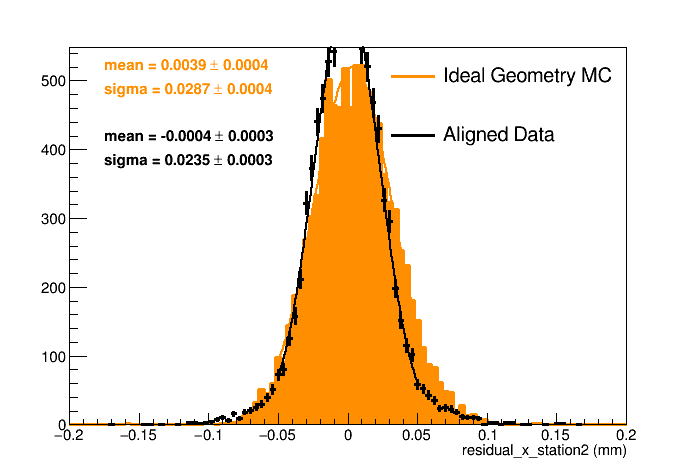 mean = 0.0039 ± 0.0004
sigma = 0.0287 ± 0.0004
mean = -0.0004 ± 0.0003
sigma = 0.0235 ± 0.0003
Ideal Geometry MC
Aligned Data
500
400
300
200
100
0
−0.2 −0.15 −0.1 −0.05 0 0.05 0.1 0.15 0.2
residual_x_station2 (mm)